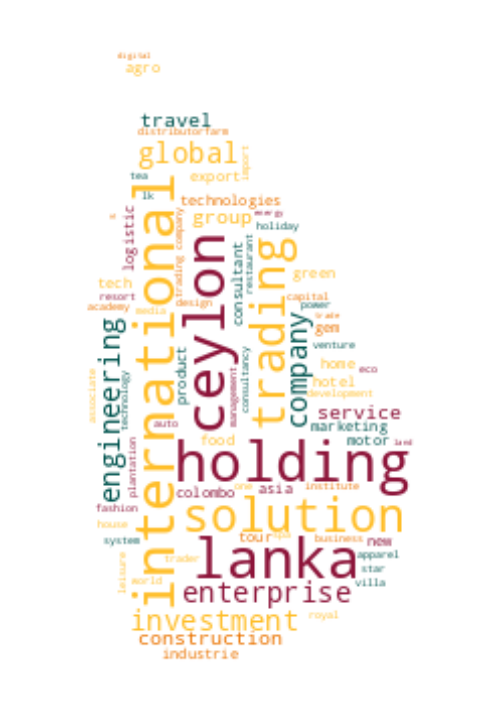 digital
agro
travel
distributorfarm
global
import
tea
export
lk
technologies
international
logistic
trading company
group
energy
holiday
s
ceylon
trading
consultant
restaurant
tech
green
resort
design
capital
academy
media
power
trade
engineering
technology
company
gem
product
venture
associate
management
consultancy
home
eco
hotel
development
auto
service
marketing
food
motor
land
plantation
holding
colombo
one
asia
institute
fashion
solution
house
system
tour
spa
business
new
leisure
trader
lanka
apparel
star
world
villa
enterprise
investment
royal
construction
industrie